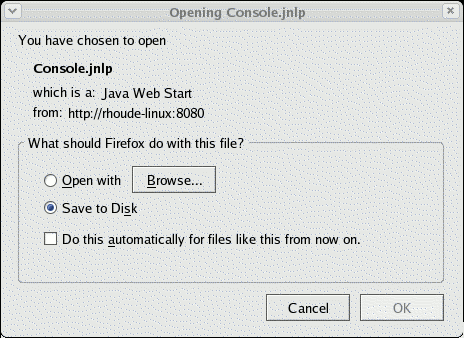 Opening Console.jnlp
You have chosen to open
Console.jnlp
which is a: Java Web Start
from: http://rhoude-linux:8080
What should Firefox do with this file?
Open with Browse...
Save to Disk
Do this automatically for files like this from now on.
Cancel OK